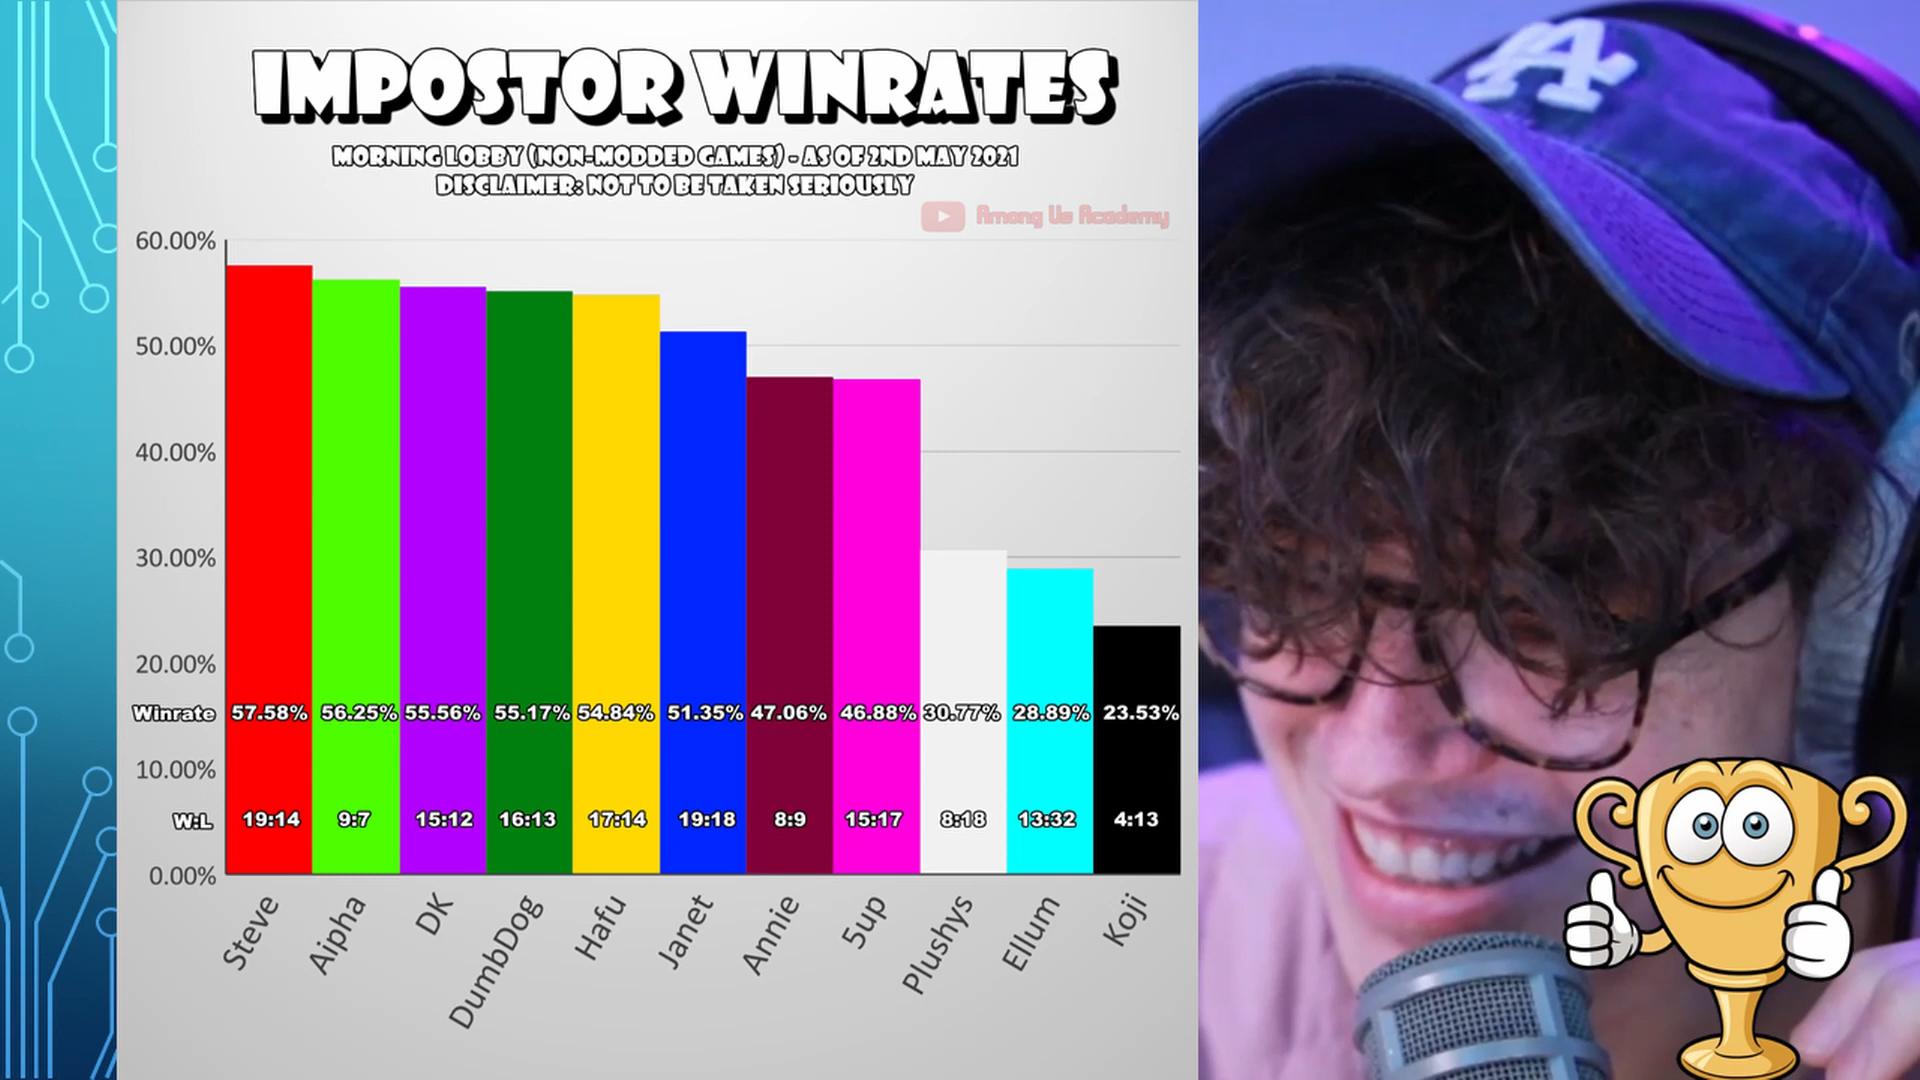 IMPOSTOR WINRATES
MORNING LOBBY (NON-MODDED GAMES) - AS OF 2ND MAY 2021
DISCLAIMER: NOT TO BE TAKEN SERIOUSLY
Among Us Academy
60.00%
50.00%
40.00%
30.00%
20.00%
10.00%
0.00%
Winrate 57.58% 56.25% 55.56% 55.17% 54.84% 51.35% 47.06% 46.88% 30.77% 28.89% 23.53%
W:L 19:14 9:7 15:12 16:13 17:14 19:18 8:9 15:17 8:18 13:32 4:13
Steve Aipha DK DumbDog Hafu Janet Annie 5up Plushys Ellum Koji
LA